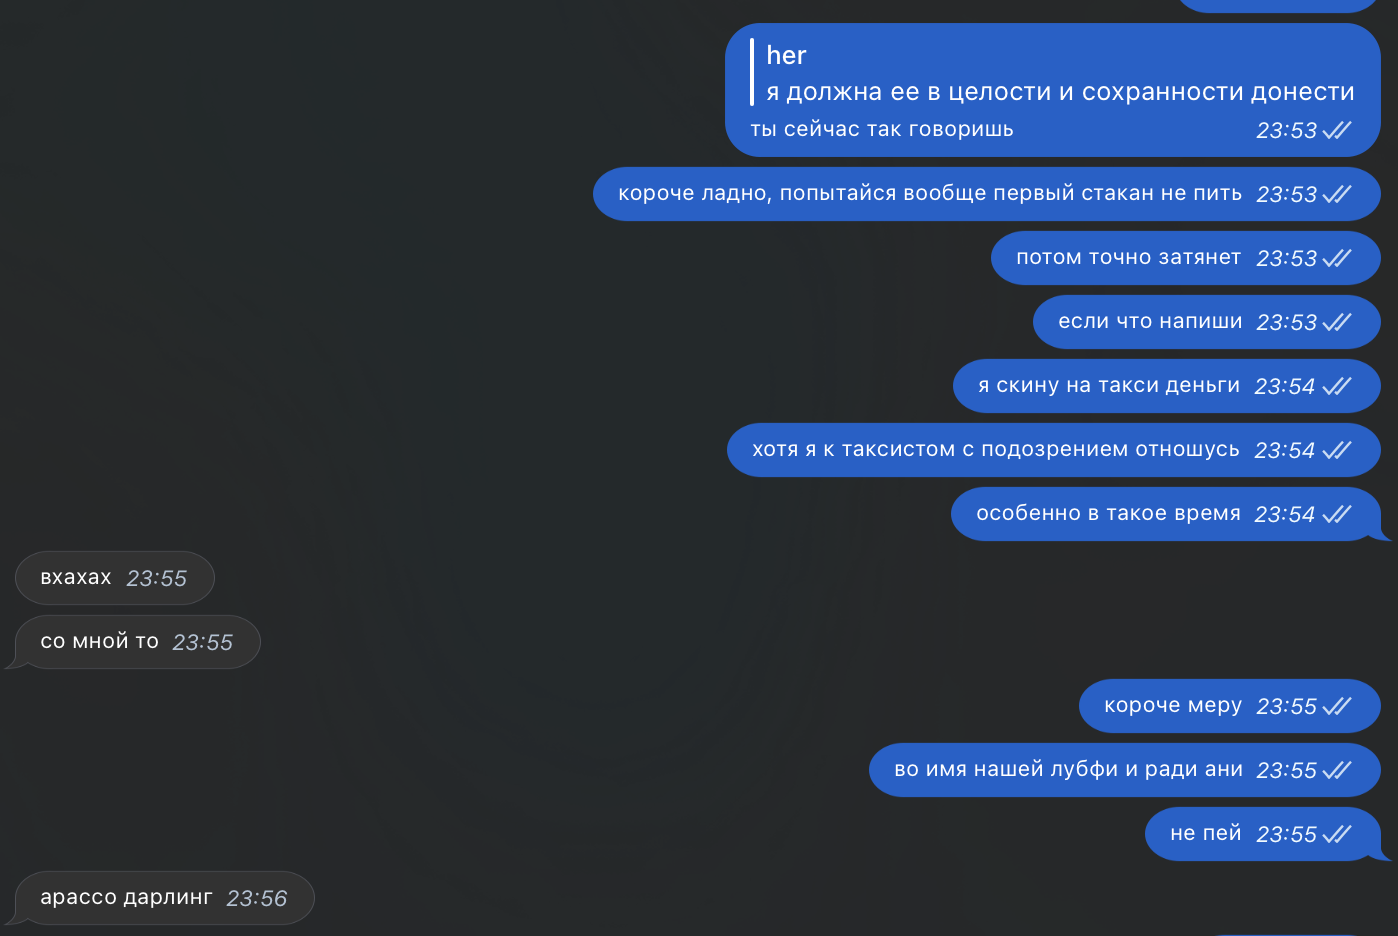 her
я должна ее в целости и сохранности донести
ты сейчас так говоришь 23:53
короче ладно, попытайся вообще первый стакан не пить 23:53
потом точно затянет 23:53
если что напиши 23:53
я скину на такси деньги 23:54
хотя я к таксистом с подозрением отношусь 23:54
особенно в такое время 23:54
вхахах 23:55
со мной то 23:55
короче меру 23:55
во имя нашей лубфи и ради ани 23:55
не пей 23:55
арассо дарлинг 23:56